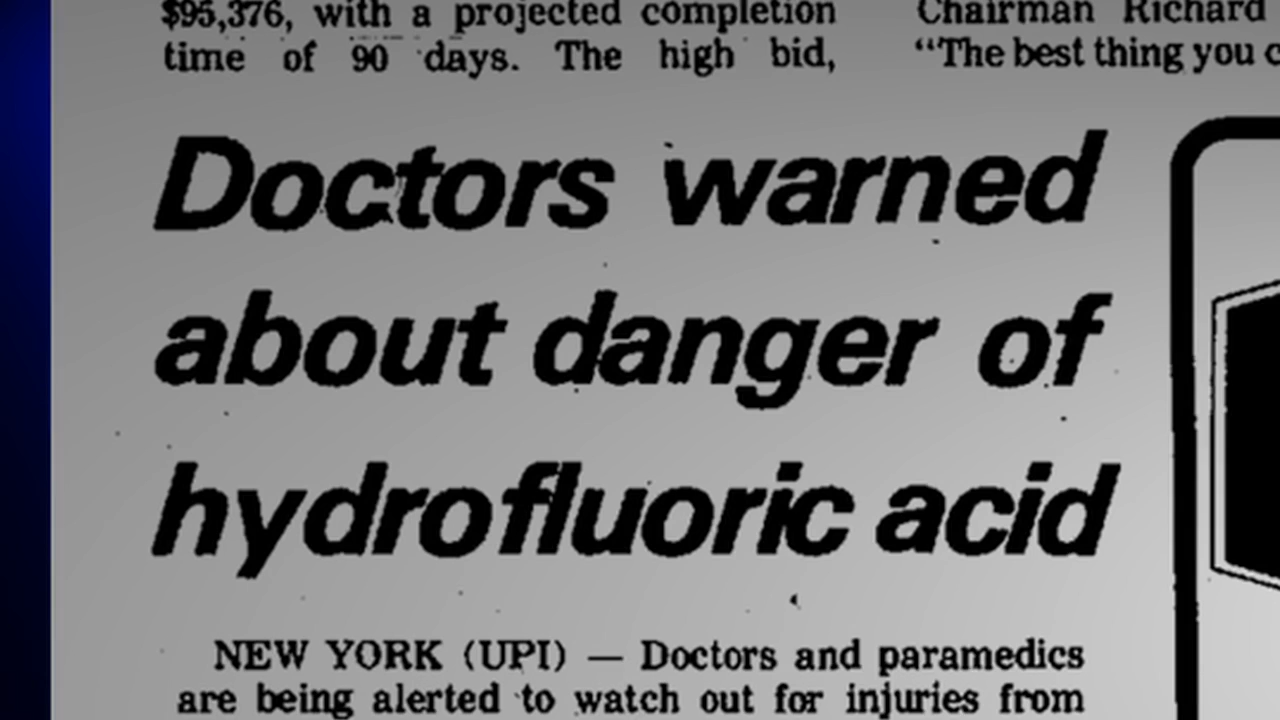 $95,376, with a projected completion
time of 90 days. The high bid,
Chairman Richard
“The best thing you c
Doctors warned
about danger of
hydrofluoric acid
NEW YORK (UPI) — Doctors and paramedics
are being alerted to watch out for injuries from